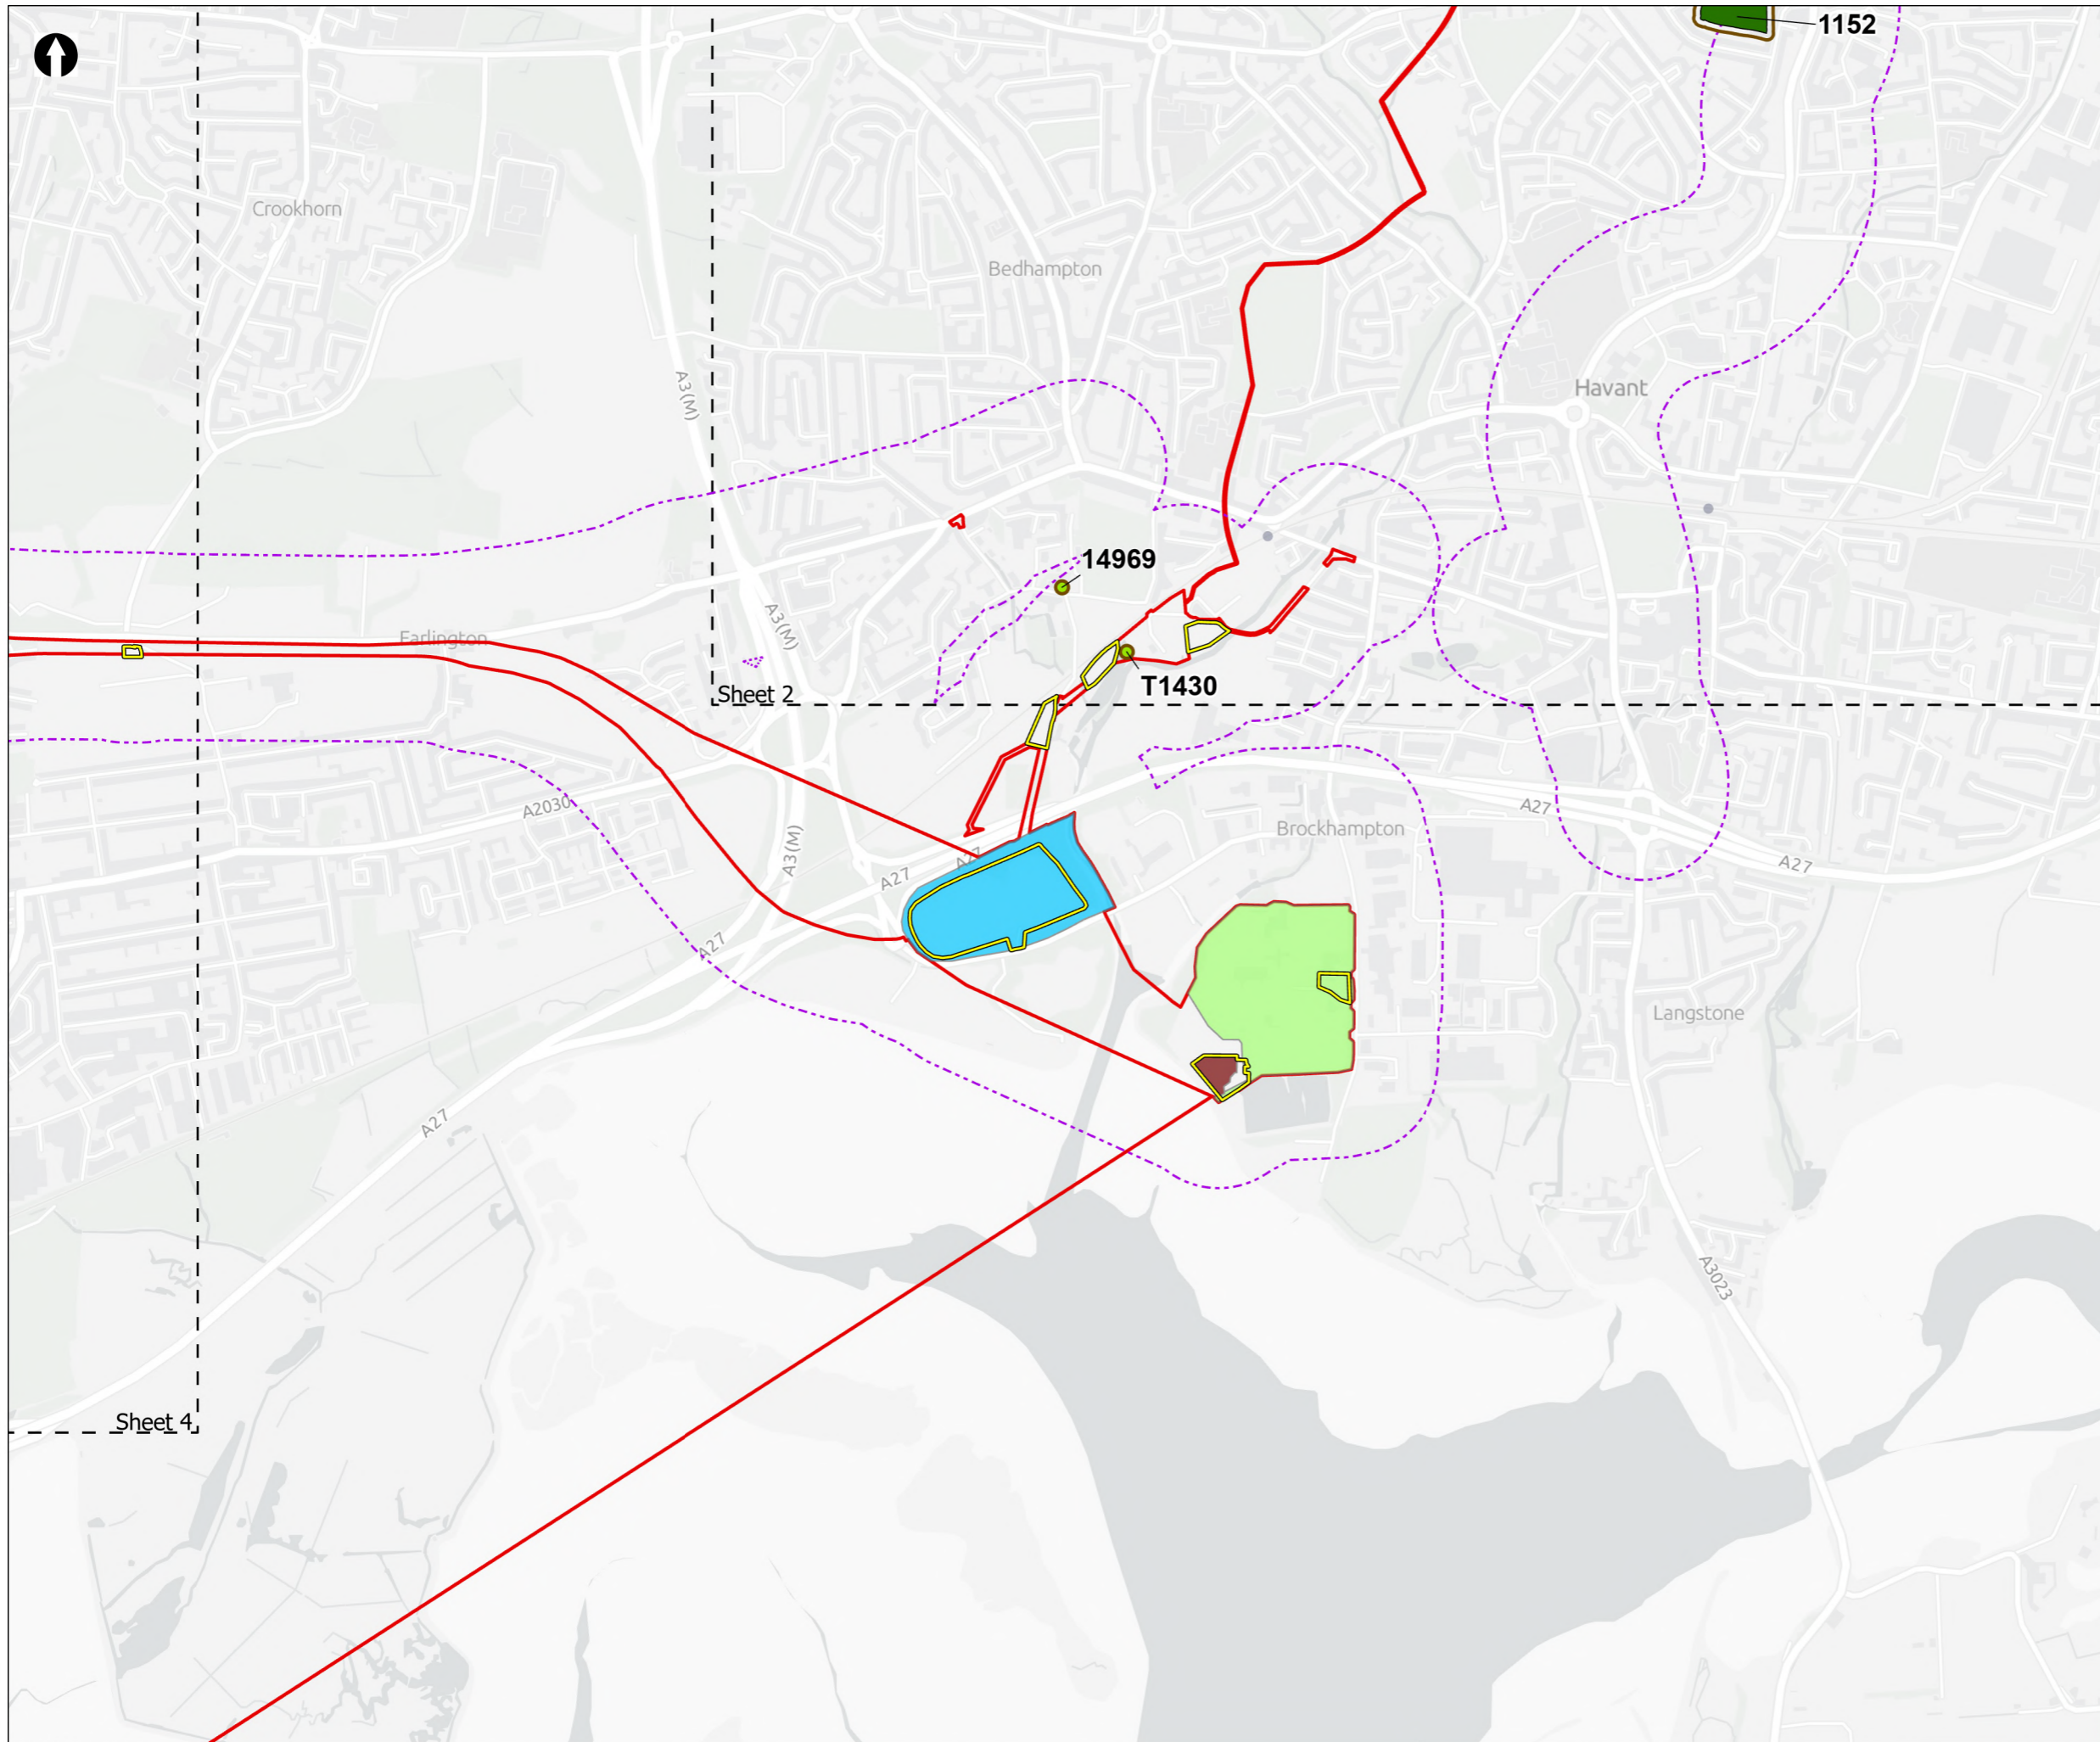 1152
Crookhorn
Bedhampton
A3(M)
Havant
14969
A3(M)
Farlington
T1430
Sheet 2
A2030
A27
Brockhampton
A3(M)
A27
A27
A27
A27
Langstone
A27
A3023
Sheet 4